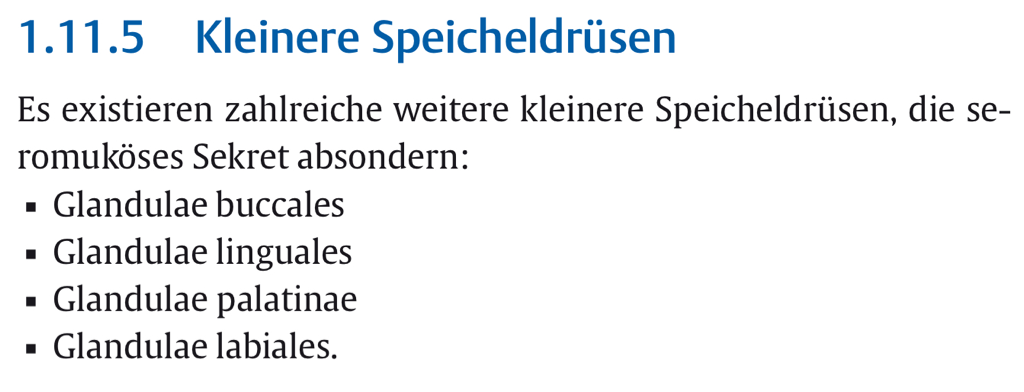 1.11.5 Kleinere Speicheldrüsen
Es existieren zahlreiche weitere kleinere Speicheldrüsen, die se-
romuköses Sekret absondern:
▪ Glandulae buccales
▪ Glandulae linguales
▪ Glandulae palatinae
▪ Glandulae labiales.